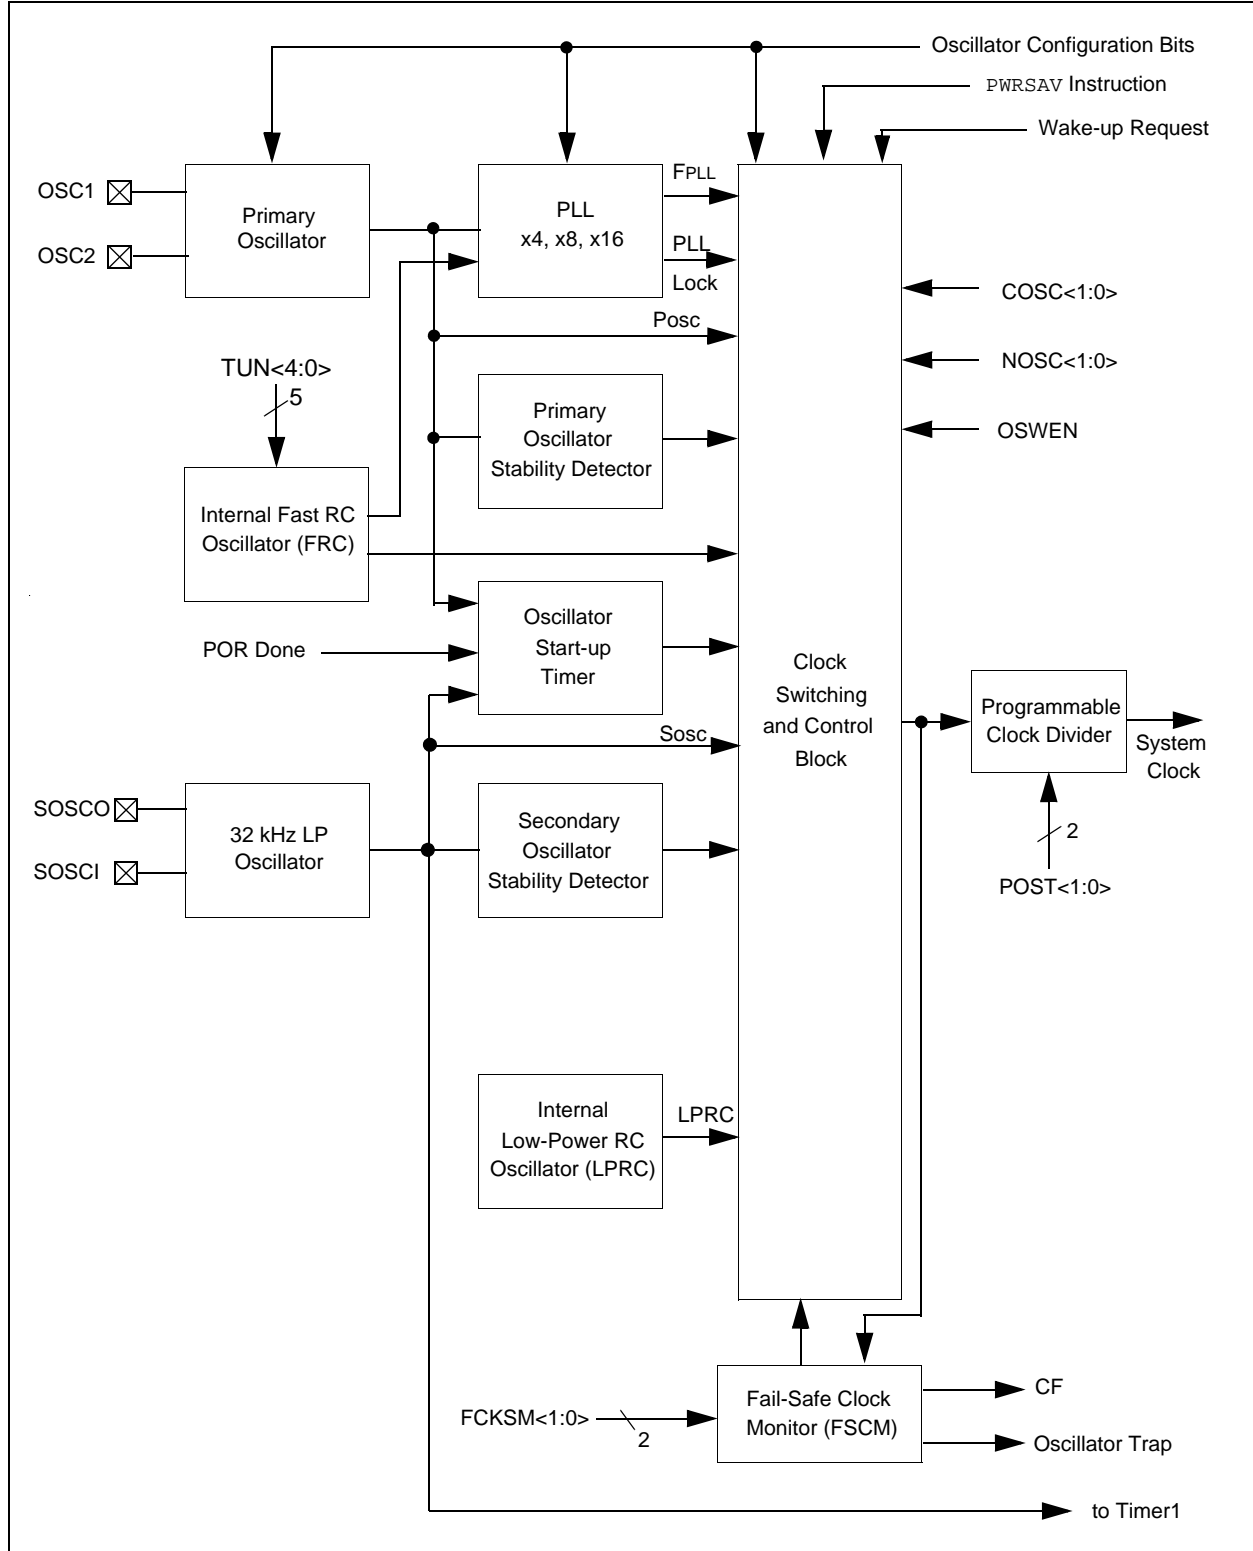 Oscillator Configuration Bits
PWRSAV Instruction
Wake-up Request
OSC1
OSC2
Primary
Oscillator
PLL
x4, x8, x16
FPLL
PLL
Lock
COSC<1:0>
Posc
NOSC<1:0>
TUN<4:0>
5
Primary
Oscillator
Stability Detector
OSWEN
Internal Fast RC
Oscillator (FRC)
Oscillator
Start-up
Timer
POR Done
Clock
Switching
and Control
Block
Programmable
Clock Divider
System
Clock
Sosc
SOSCO
SOSCI
32 kHz LP
Oscillator
Secondary
Oscillator
Stability Detector
2
POST<1:0>
Internal
Low-Power RC
Oscillator (LPRC)
LPRC
Fail-Safe Clock
Monitor (FSCM)
FCKSM<1:0>
2
CF
Oscillator Trap
to Timer1